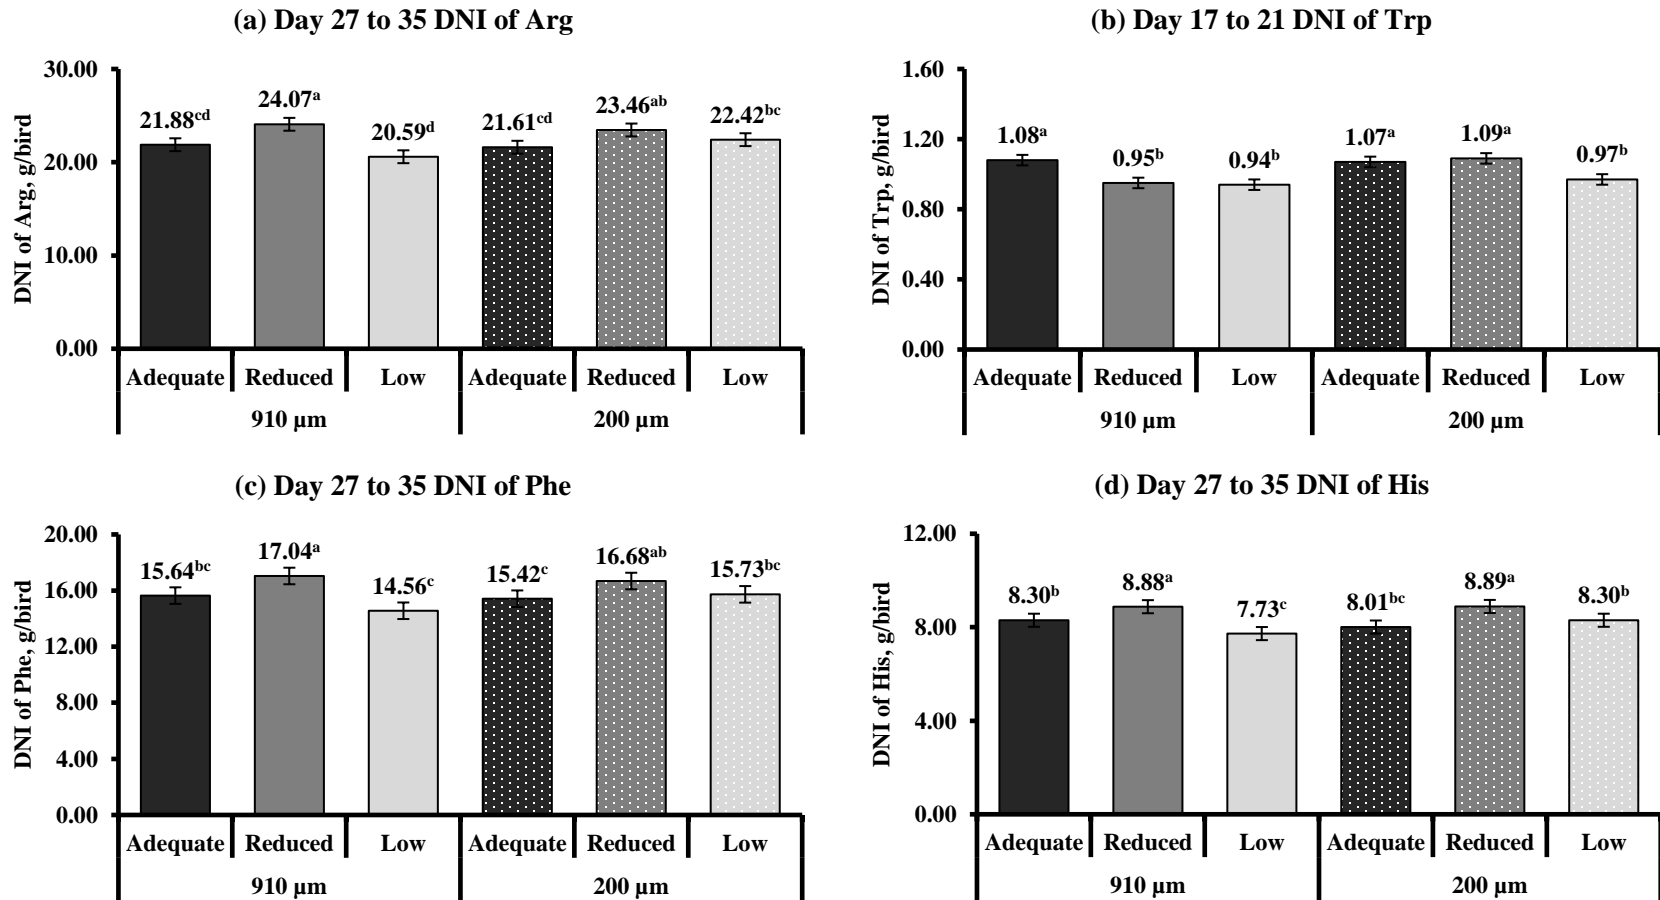 (a) Day 27 to 35 DNI of Arg
DNI of Arg, g/bird
30.00
20.00
10.00
0.00
21.88cd
24.07a
20.59d
21.61cd
23.46ab
22.42bc
Adequate Reduced Low Adequate Reduced Low
910 µm 200 µm
(b) Day 17 to 21 DNI of Trp
DNI of Trp, g/bird
1.60
1.20
0.80
0.40
0.00
1.08a
0.95b
0.94b
1.07a
1.09a
0.97b
Adequate Reduced Low Adequate Reduced Low
910 µm 200 µm
(c) Day 27 to 35 DNI of Phe
DNI of Phe, g/bird
20.00
16.00
12.00
8.00
4.00
0.00
15.64bc
17.04a
14.56c
15.42c
16.68ab
15.73bc
Adequate Reduced Low Adequate Reduced Low
910 µm 200 µm
(d) Day 27 to 35 DNI of His
DNI of His, g/bird
12.00
8.00
4.00
0.00
8.30b
8.88a
7.73c
8.01bc
8.89a
8.30b
Adequate Reduced Low Adequate Reduced Low
910 µm 200 µm